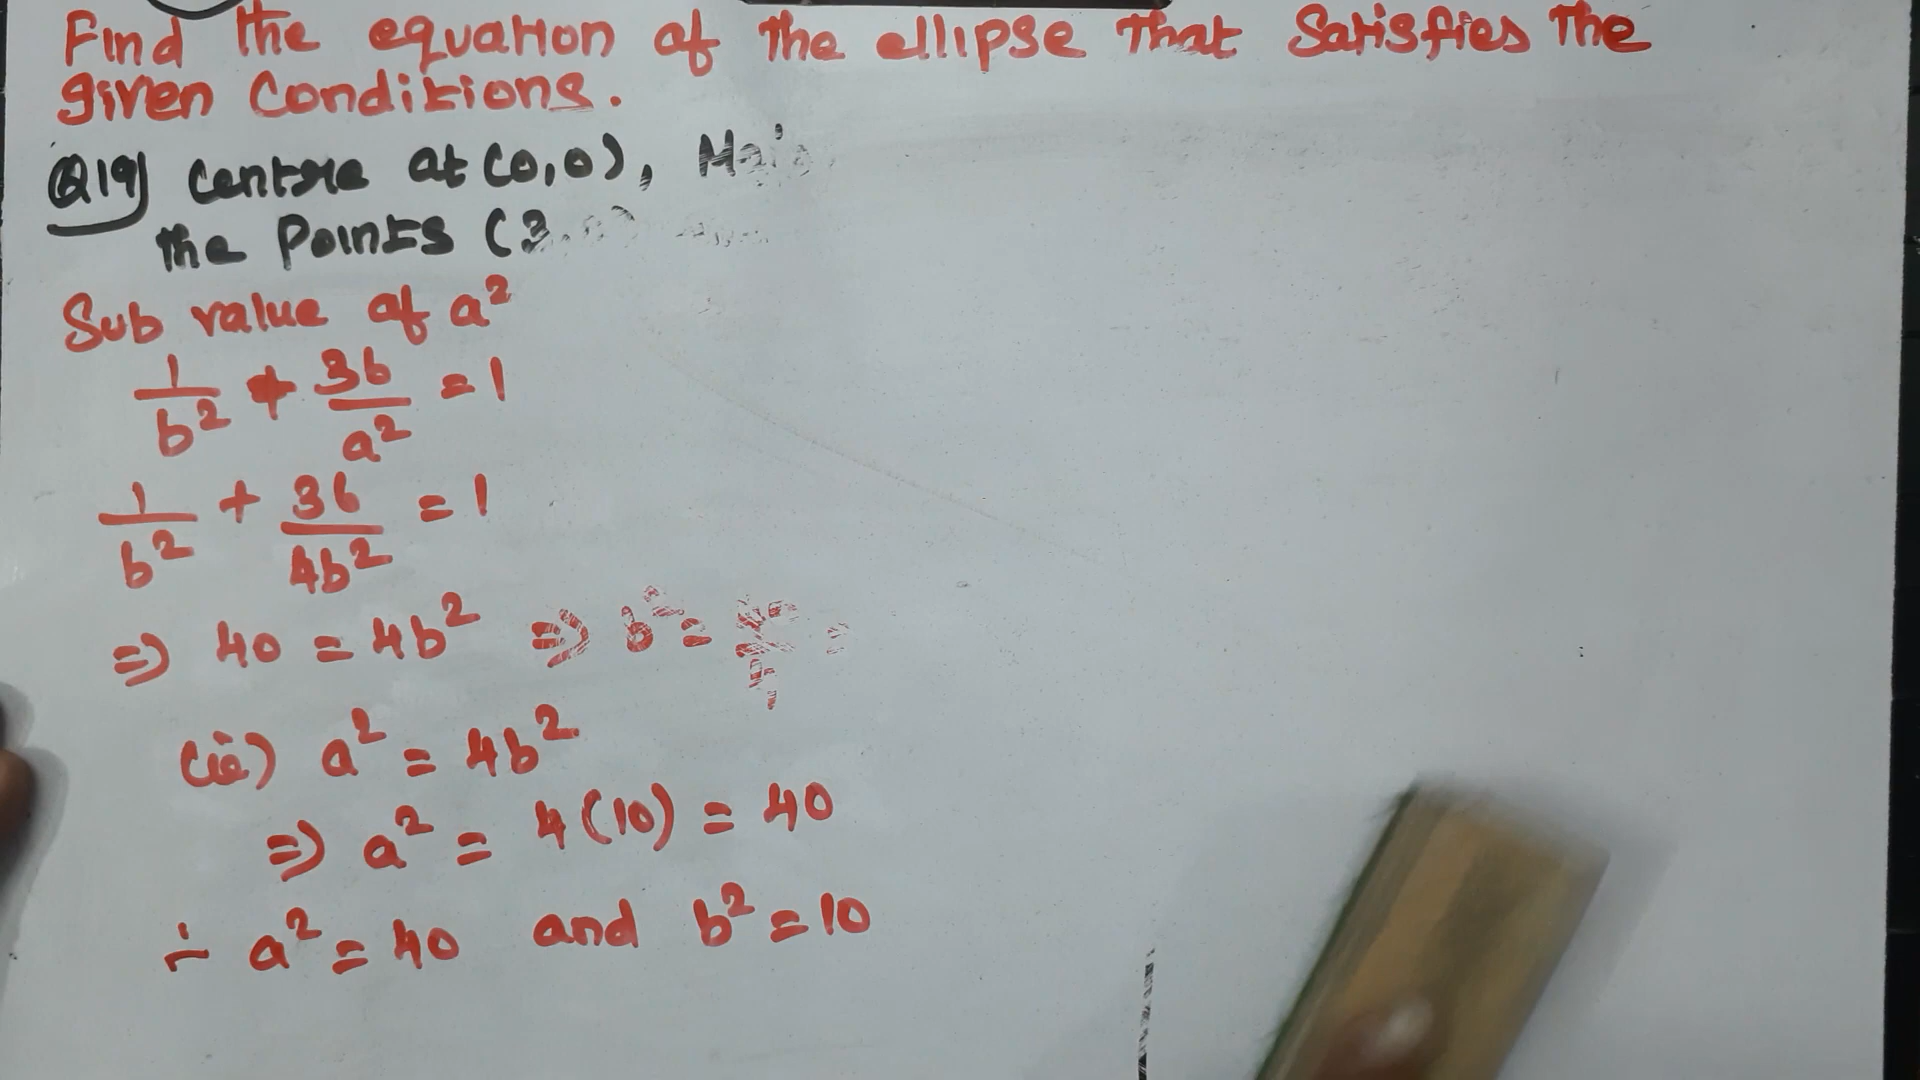 Find the equation of the ellipse that satisfies the
given conditions.
Q19) Centre at (0,0),
the Points (3,
Sub value of a²
1/b² + 36/a² = 1
1/b² + 36/4b² = 1
⇒ 40 = 4b² ⇒ b² =
(ii) a² = 4b²
⇒ a² = 4(10) = 40
∴ a² = 40 and b² = 10